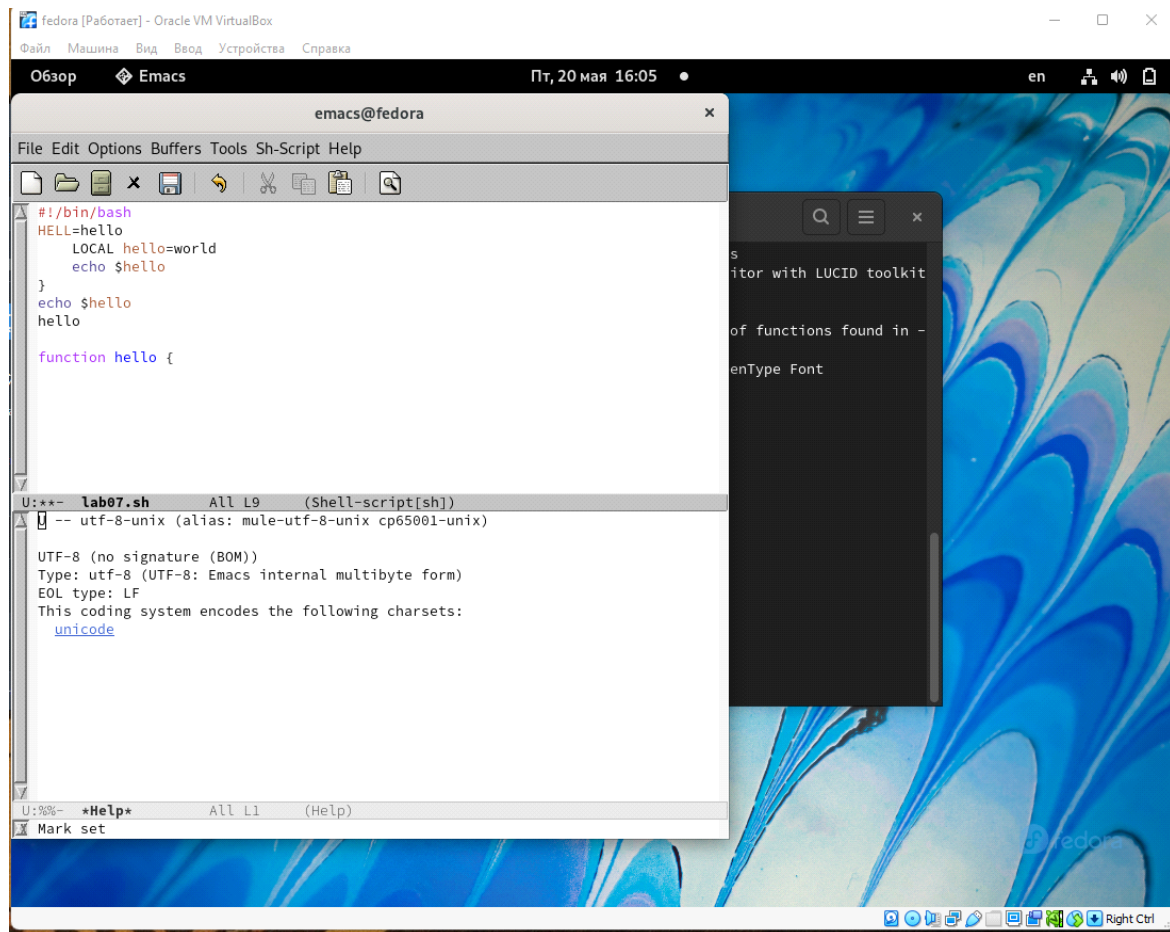 fedora [Работает] - Oracle VM VirtualBox
Файл Машина Вид Ввод Устройства Справка
Обзор Emacs Пт, 20 мая 16:05 en
emacs@fedora
File Edit Options Buffers Tools Sh-Script Help
#!/bin/bash
HELL=hello
LOCAL hello=world
echo $hello
}
echo $hello
hello
function hello {
U:**- lab07.sh All L9 (Shell-script[sh])
U -- utf-8-unix (alias: mule-utf-8-unix cp65001-unix)
UTF-8 (no signature (BOM))
Type: utf-8 (UTF-8: Emacs internal multibyte form)
EOL type: LF
This coding system encodes the following charsets:
unicode
U:%%- *Help* All L1 (Help)
Mark set
s
itor with LUCID toolkit
of functions found in -
enType Font
fedora
Right Ctrl